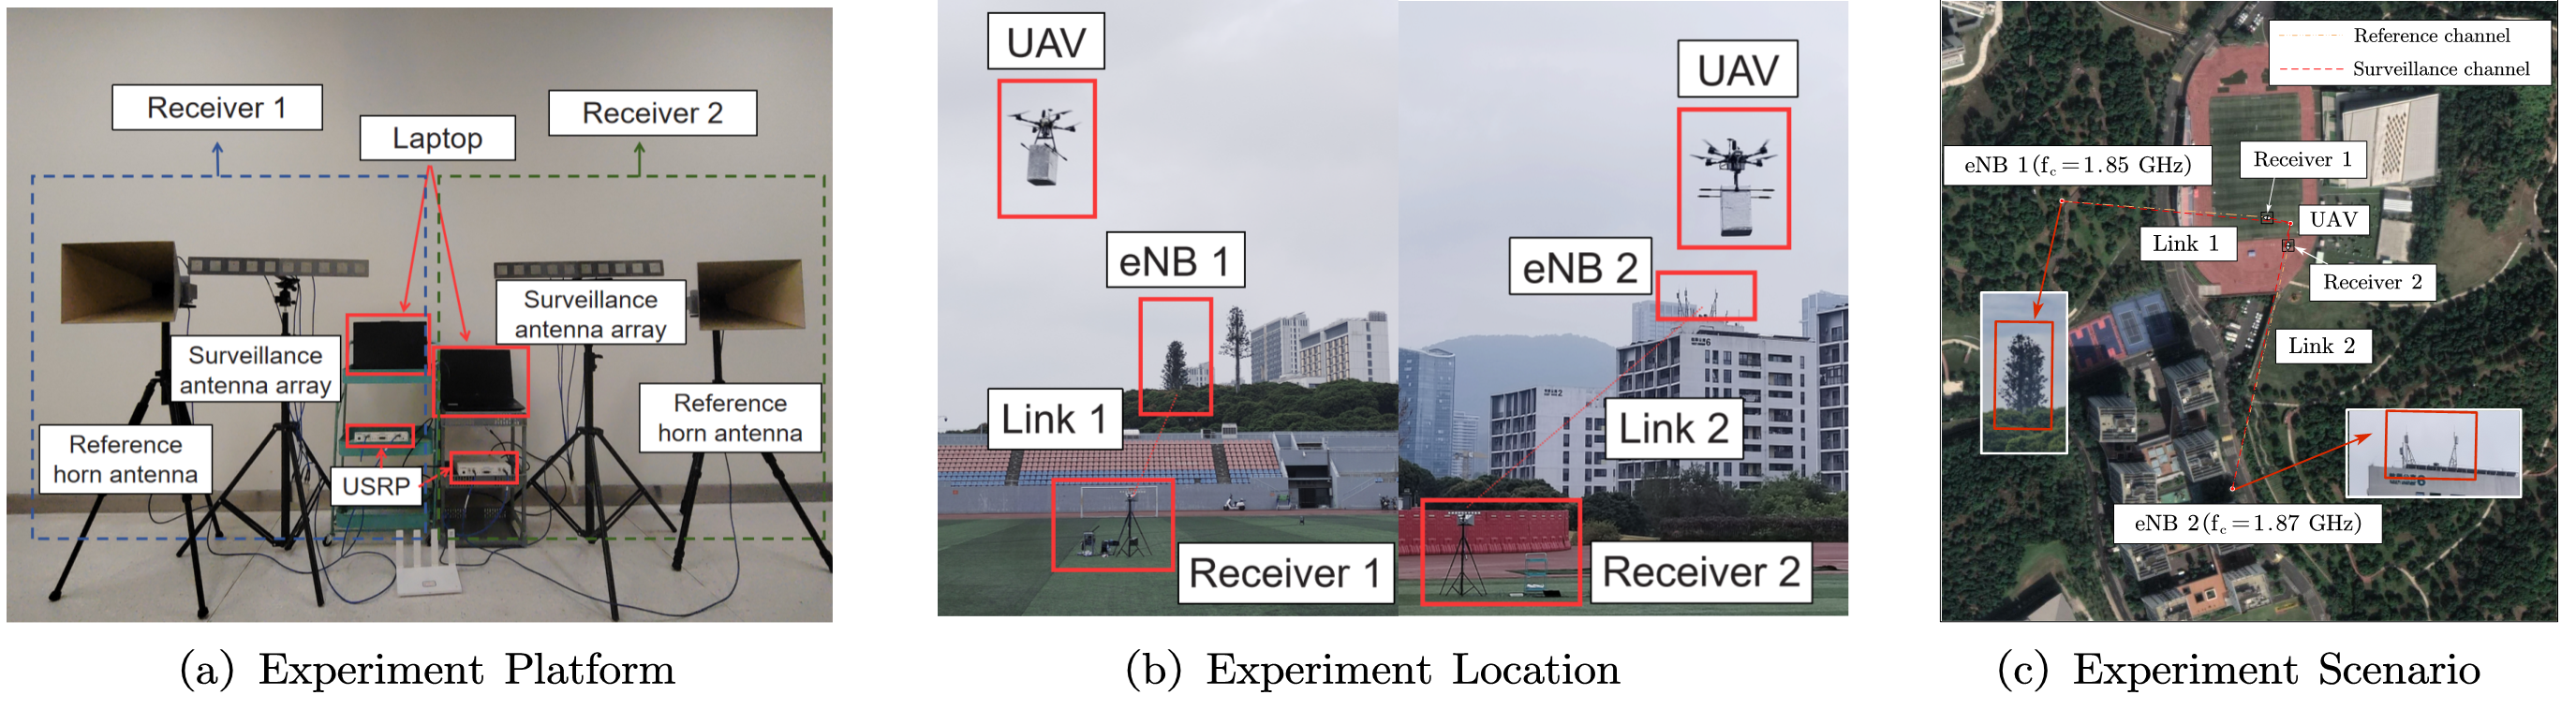 Receiver 1
Receiver 2
Laptop
Surveillance
antenna array
Surveillance
antenna array
Reference
horn antenna
Reference
horn antenna
USRP
(a) Experiment Platform
UAV
UAV
eNB 1
eNB 2
Link 1
Link 2
Receiver 1
Receiver 2
(b) Experiment Location
Reference channel
Surveillance channel
eNB 1(fc=1.85 GHz)
Receiver 1
UAV
Link 1
Receiver 2
Link 2
eNB 2(fc=1.87 GHz)
(c) Experiment Scenario